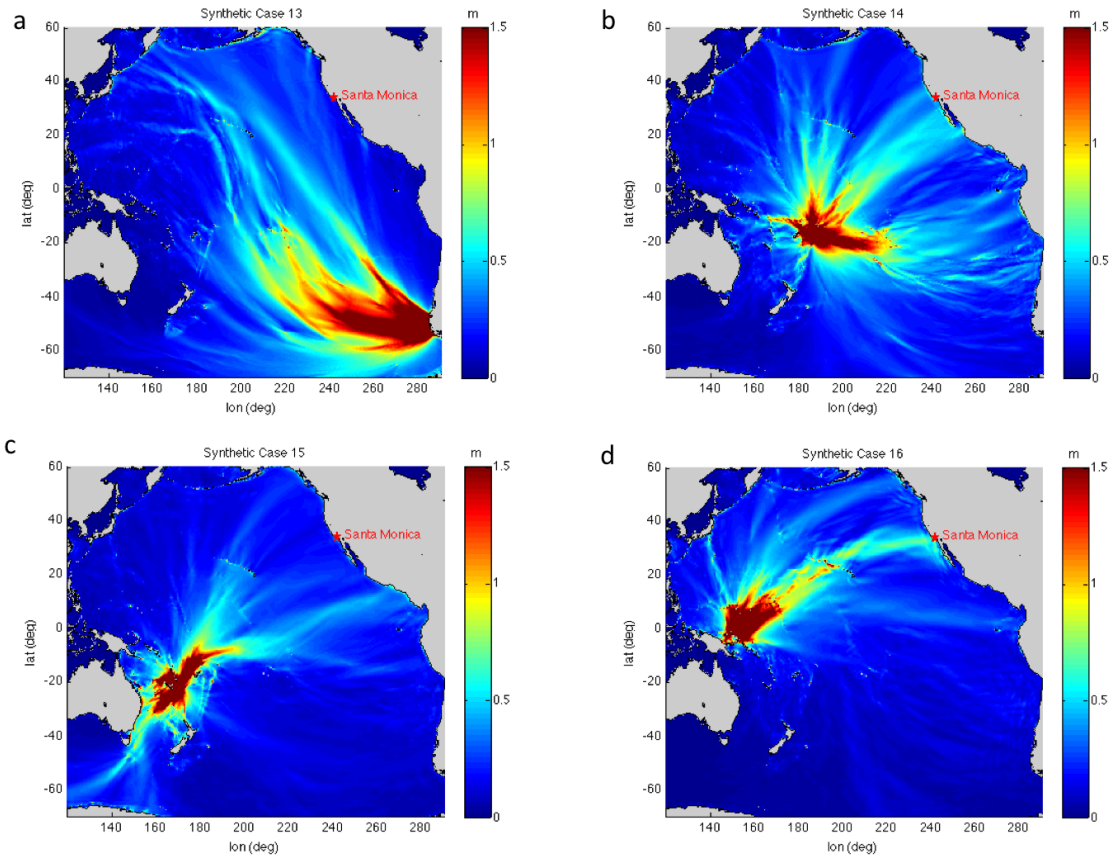 a
Synthetic Case 13
m
60
40
20
0
-20
-40
-60
lat (deg)
140 160 180 200 220 240 260 280
lon (deg)
1.5
1
0.5
0
Santa Monica
b
Synthetic Case 14
m
60
40
20
0
-20
-40
-60
lat (deg)
140 160 180 200 220 240 260 280
lon (deg)
1.5
1
0.5
0
Santa Monica
c
Synthetic Case 15
m
60
40
20
0
-20
-40
-60
lat (deg)
140 160 180 200 220 240 260 280
lon (deg)
1.5
1
0.5
0
Santa Monica
d
Synthetic Case 16
m
60
40
20
0
-20
-40
-60
lat (deg)
140 160 180 200 220 240 260 280
lon (deg)
1.5
1
0.5
0
Santa Monica